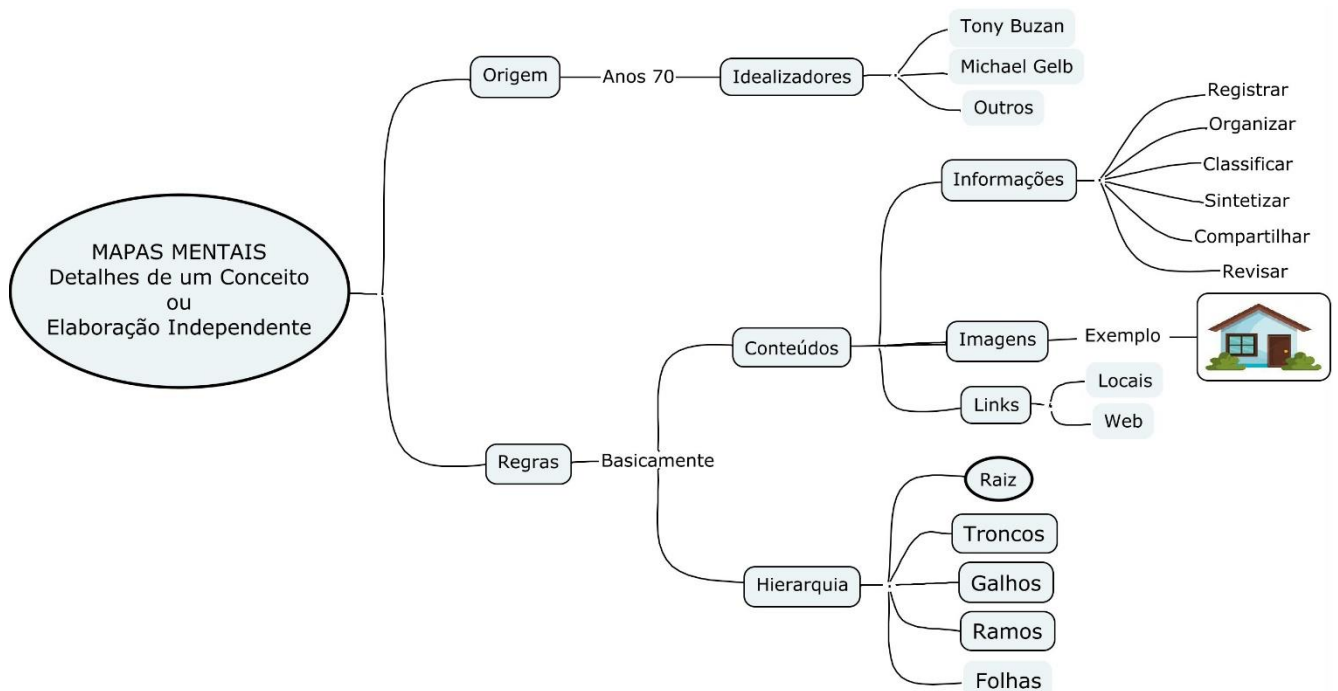 MAPAS MENTAIS
Detalhes de um Conceito
ou
Elaboração Independente
Origem
Anos 70
Idealizadores
Tony Buzan
Michael Gelb
Outros
Regras
Basicamente
Conteúdos
Informações
Registrar
Organizar
Classificar
Sintetizar
Compartilhar
Revisar
Imagens
Exemplo
Links
Locais
Web
Hierarquia
Raiz
Troncos
Galhos
Ramos
Folhas